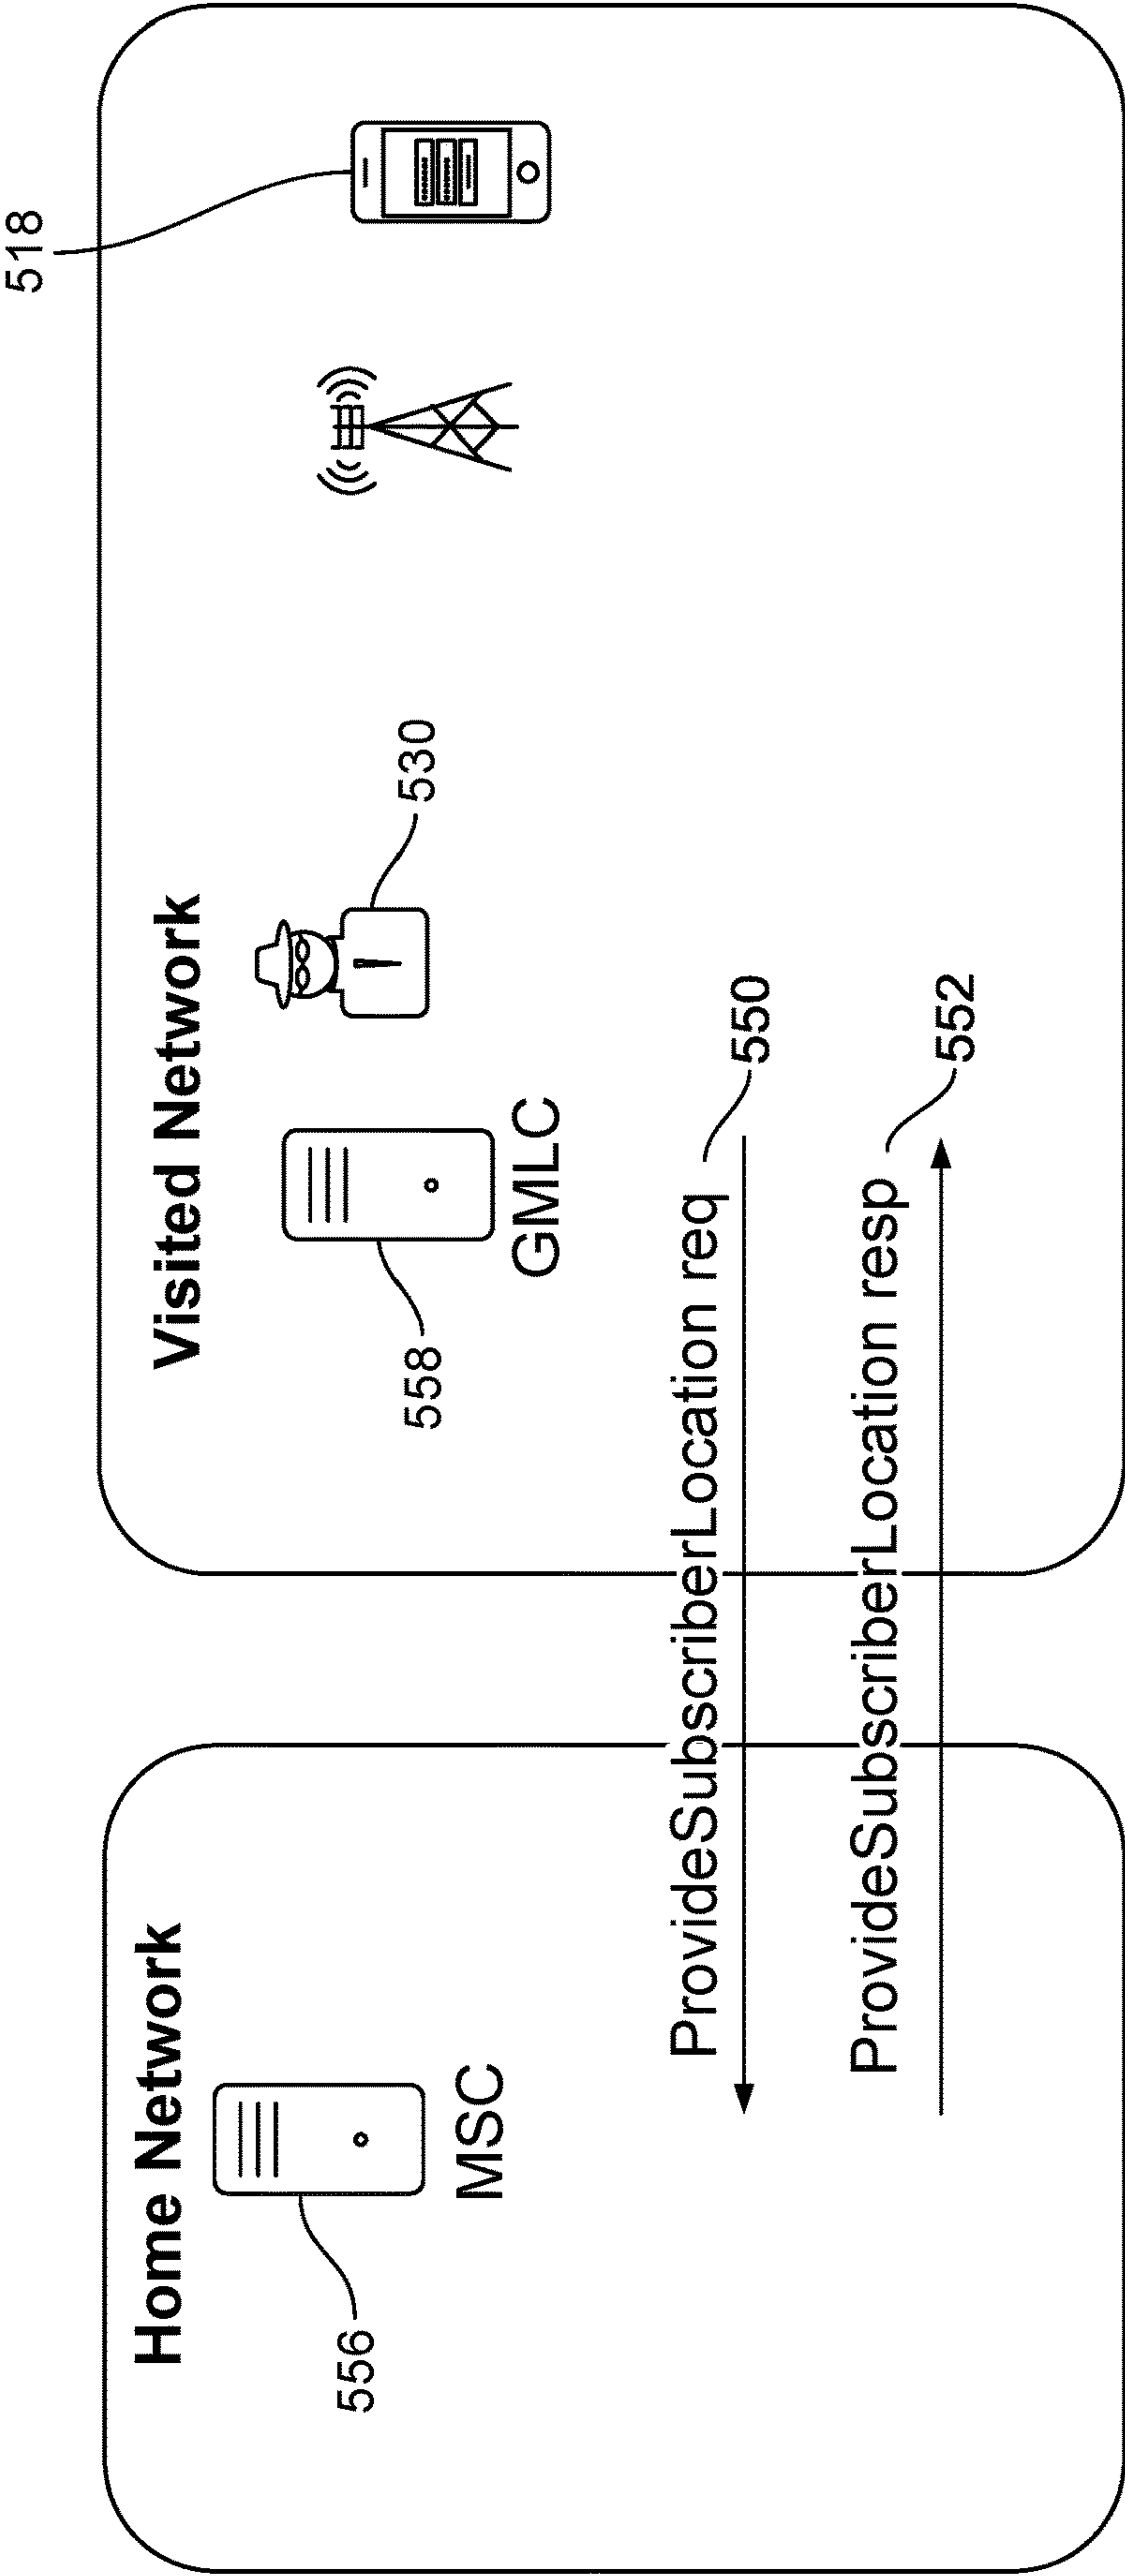 Home Network
Visited Network
518
530
556
558
MSC
GMLC
ProvideSubscriberLocation req
550
ProvideSubscriberLocation resp
552